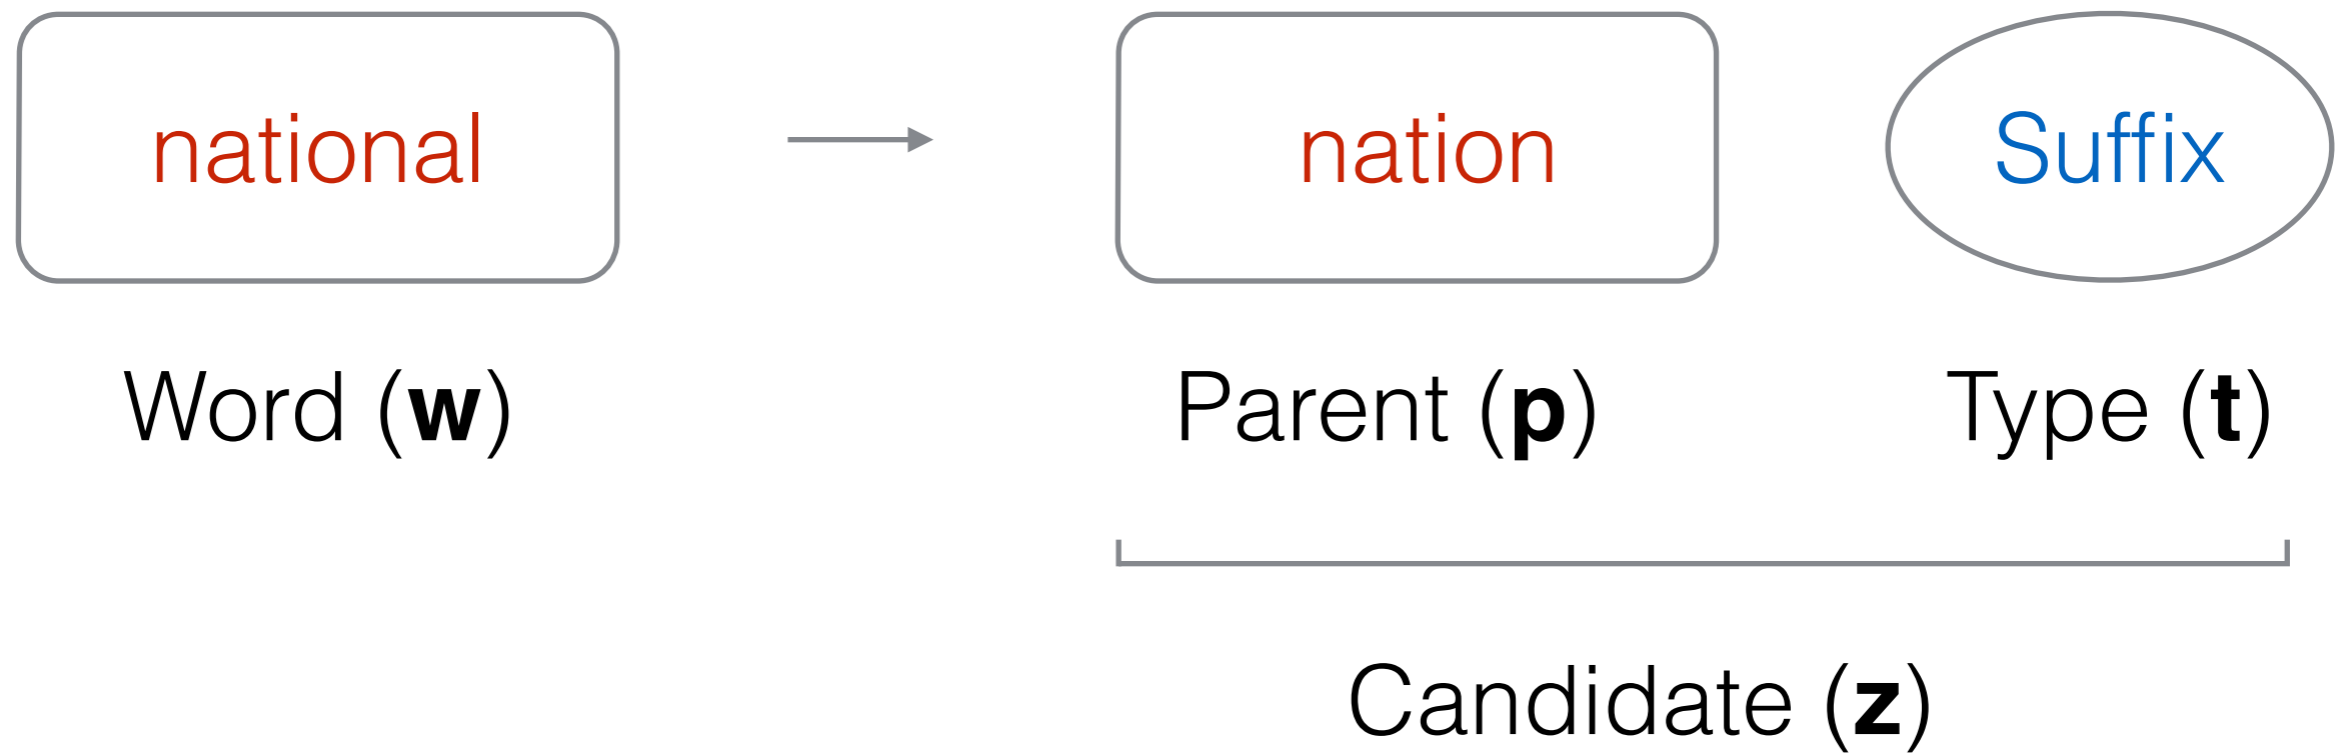 national nation Suffix
Word (w) Parent (p) Type (t)
Candidate (z)